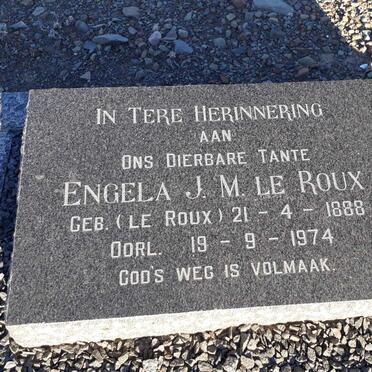 IN TERE HERINNERING
AAN
ONS DIERBARE TANTE
ENGELA J. M. LE ROUX
GEB. (LE ROUX) 21 - 4 - 1888
OORL. 19 - 9 - 1974
GOD'S WEG IS VOLMAAK.